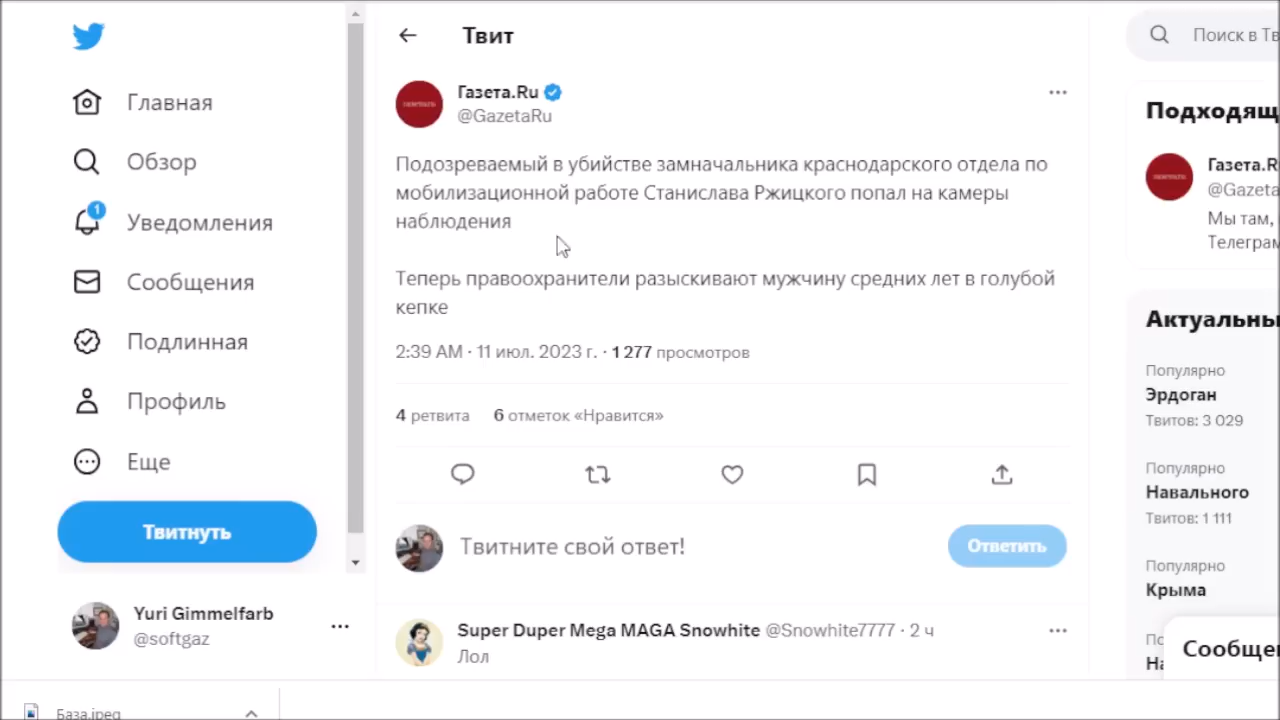 Твит
Поиск в Тв
Главная
Обзор
1
Уведомления
Сообщения
Подлинная
Профиль
Еще
Твитнуть
Yuri Gimmelfarb
@softgaz
Газета.Ru
@GazetaRu
Подозреваемый в убийстве замначальника краснодарского отдела по
мобилизационной работе Станислава Ржицкого попал на камеры
наблюдения
Теперь правоохранители разыскивают мужчину средних лет в голубой
кепке
2:39 AM · 11 июл. 2023 г. · 1 277 просмотров
4 ретвита 6 отметок «Нравится»
Твитните свой ответ!
Ответить
Super Duper Mega MAGA Snowhite @Snowhite7777 · 2 ч
Лол
Подходящ
Газета.R
@Gazeta
Мы там,
Телеграм
Актуальны
Популярно
Эрдоган
Твитов: 3 029
Популярно
Навального
Твитов: 1 111
Популярно
Крыма
По
На
Сообще
База.jpeg